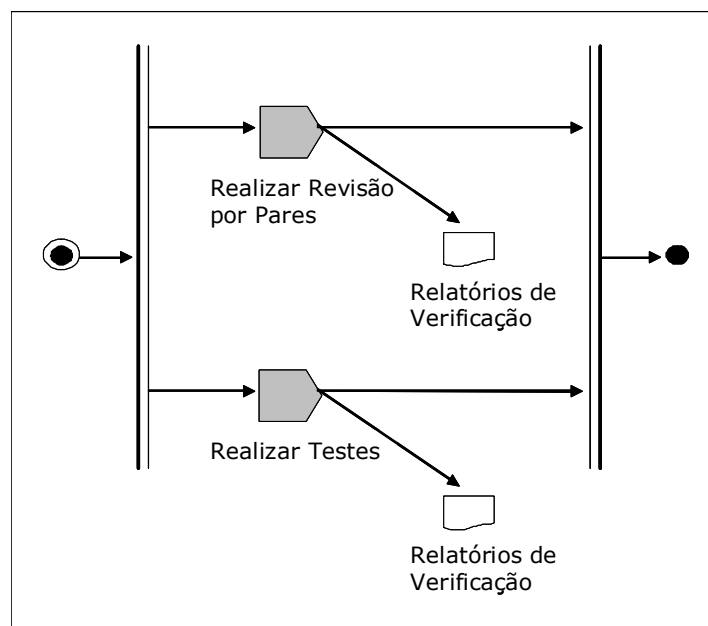 Realizar Revisão
por Pares
Relatórios de
Verificação
Realizar Testes
Relatórios de
Verificação